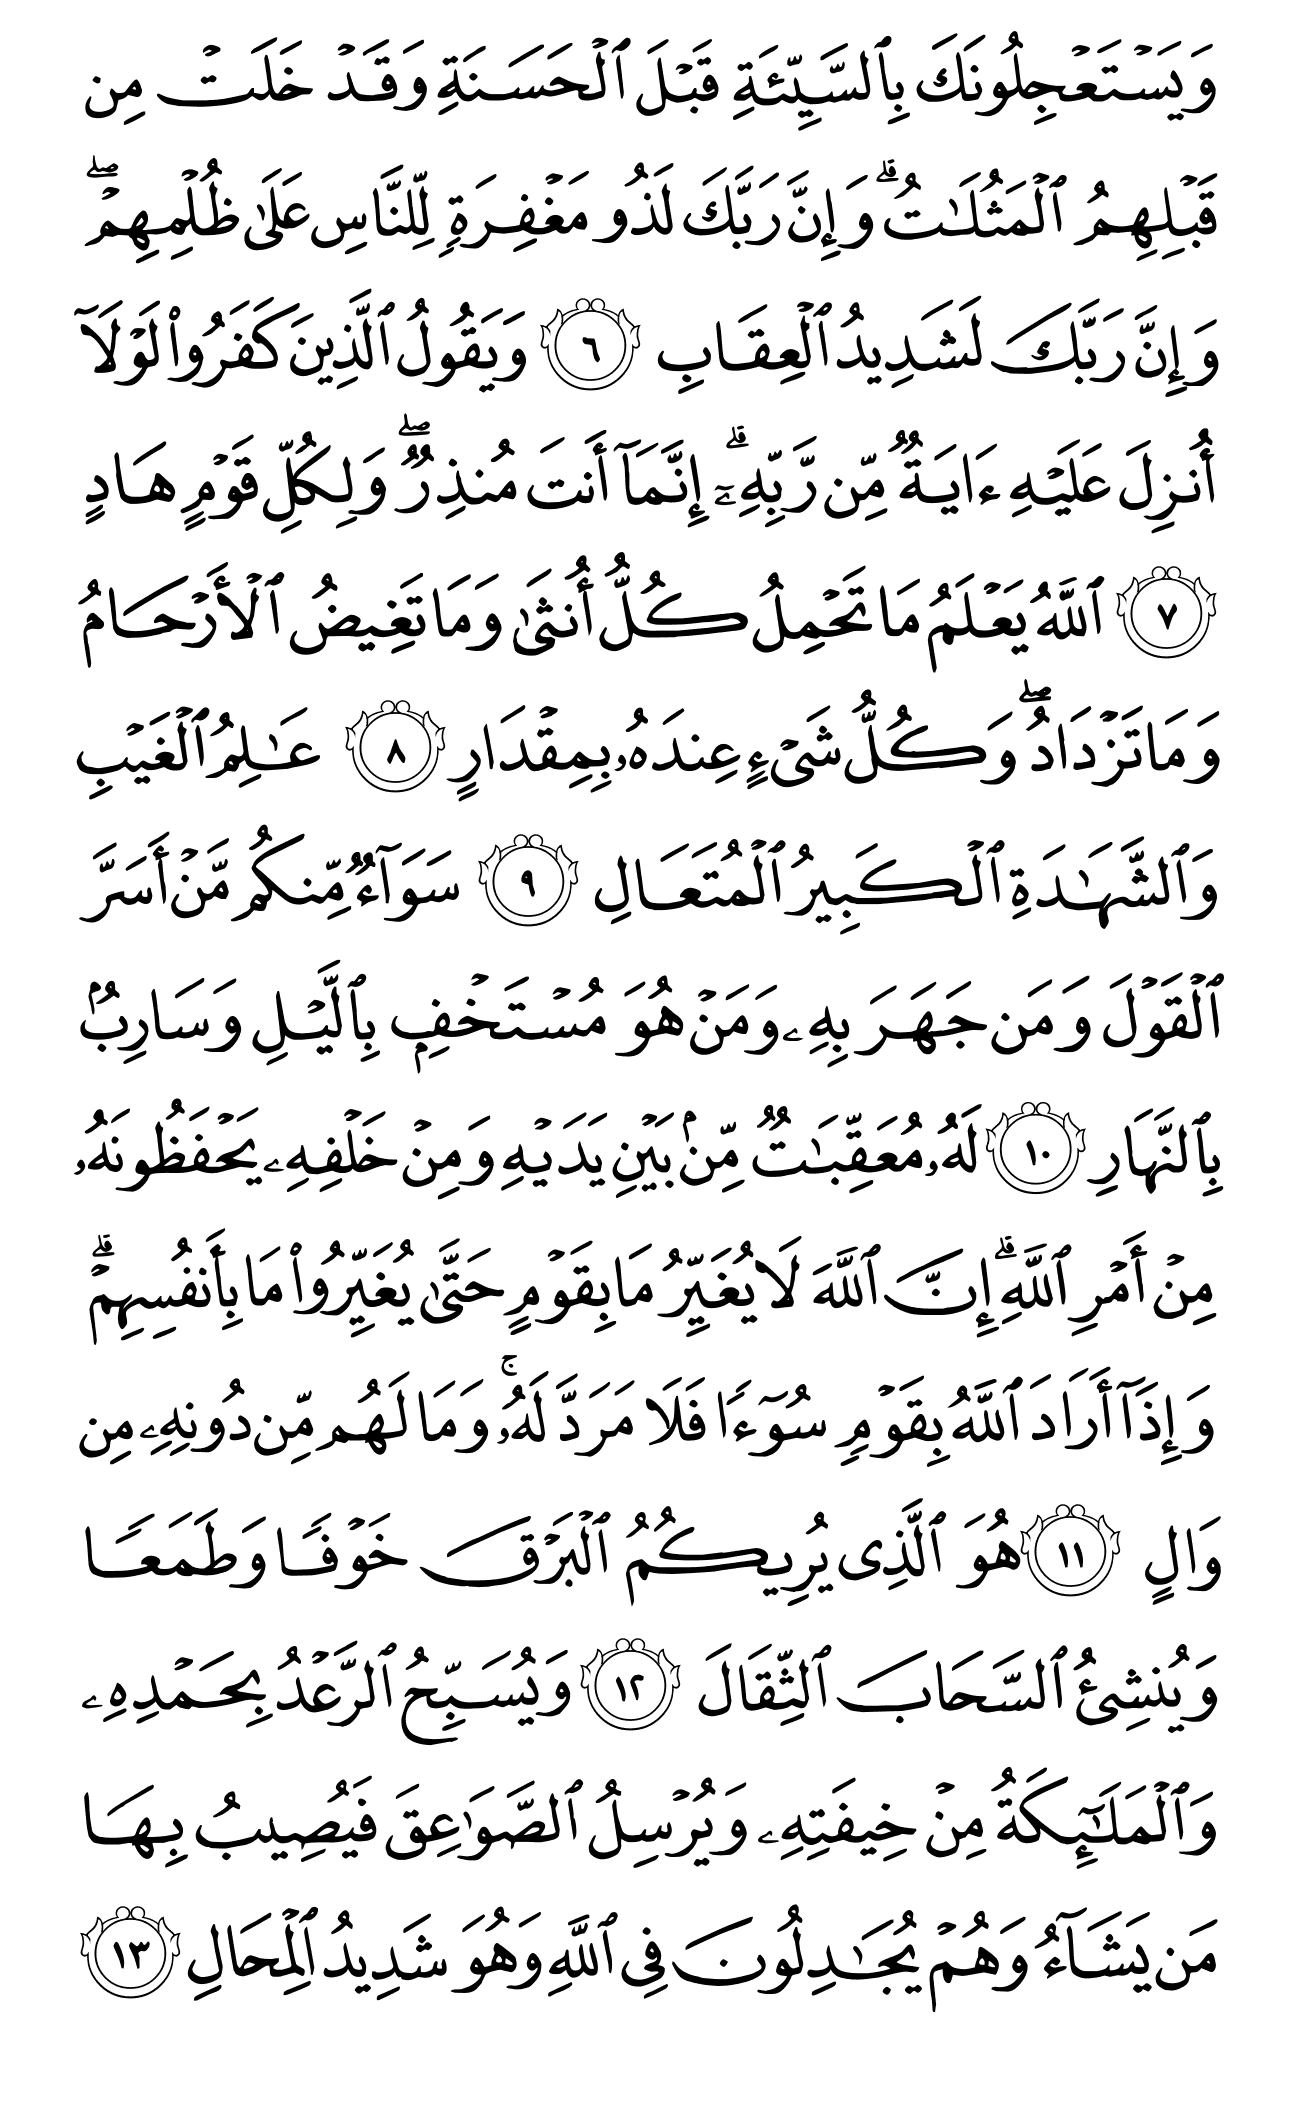 وَيَسۡتَعۡجِلُونَكَ بِٱلسَّيِّئَةِ قَبۡلَ ٱلۡحَسَنَةِ وَقَدۡ خَلَتۡ مِن
قَبۡلِهِمُ ٱلۡمَثُلَٰتُۗ وَإِنَّ رَبَّكَ لَذُو مَغۡفِرَةٖ لِّلنَّاسِ عَلَىٰ ظُلۡمِهِمۡۖ
وَإِنَّ رَبَّكَ لَشَدِيدُ ٱلۡعِقَابِ ٦ وَيَقُولُ ٱلَّذِينَ كَفَرُواْ لَوۡلَآ
أُنزِلَ عَلَيۡهِ ءَايَةٞ مِّن رَّبِّهِۦٓۗ إِنَّمَآ أَنتَ مُنذِرٞۖ وَلِكُلِّ قَوۡمٍ هَادٍ
٧ ٱللَّهُ يَعۡلَمُ مَا تَحۡمِلُ كُلُّ أُنثَىٰ وَمَا تَغِيضُ ٱلۡأَرۡحَامُ
وَمَا تَزۡدَادُۖ وَكُلُّ شَيۡءٍ عِندَهُۥ بِمِقۡدَارٍ ٨ عَٰلِمُ ٱلۡغَيۡبِ
وَٱلشَّهَٰدَةِ ٱلۡكَبِيرُ ٱلۡمُتَعَالِ ٩ سَوَآءٞ مِّنكُم مَّنۡ أَسَرَّ
ٱلۡقَوۡلَ وَمَن جَهَرَ بِهِۦ وَمَنۡ هُوَ مُسۡتَخۡفِۭ بِٱلَّيۡلِ وَسَارِبُۢ
بِٱلنَّهَارِ ١٠ لَهُۥ مُعَقِّبَٰتٞ مِّنۢ بَيۡنِ يَدَيۡهِ وَمِنۡ خَلۡفِهِۦ يَحۡفَظُونَهُۥ
مِنۡ أَمۡرِ ٱللَّهِۗ إِنَّ ٱللَّهَ لَا يُغَيِّرُ مَا بِقَوۡمٍ حَتَّىٰ يُغَيِّرُواْ مَا بِأَنفُسِهِمۡۗ
وَإِذَآ أَرَادَ ٱللَّهُ بِقَوۡمٖ سُوٓءٗا فَلَا مَرَدَّ لَهُۥۚ وَمَا لَهُم مِّن دُونِهِۦ مِن
وَالٍ ١١ هُوَ ٱلَّذِي يُرِيكُمُ ٱلۡبَرۡقَ خَوۡفٗا وَطَمَعٗا
وَيُنشِئُ ٱلسَّحَابَ ٱلثِّقَالَ ١٢ وَيُسَبِّحُ ٱلرَّعۡدُ بِحَمۡدِهِۦ
وَٱلۡمَلَٰٓئِكَةُ مِنۡ خِيفَتِهِۦ وَيُرۡسِلُ ٱلصَّوَٰعِقَ فَيُصِيبُ بِهَا
مَن يَشَآءُ وَهُمۡ يُجَٰدِلُونَ فِي ٱللَّهِ وَهُوَ شَدِيدُ ٱلۡمِحَالِ ١٣